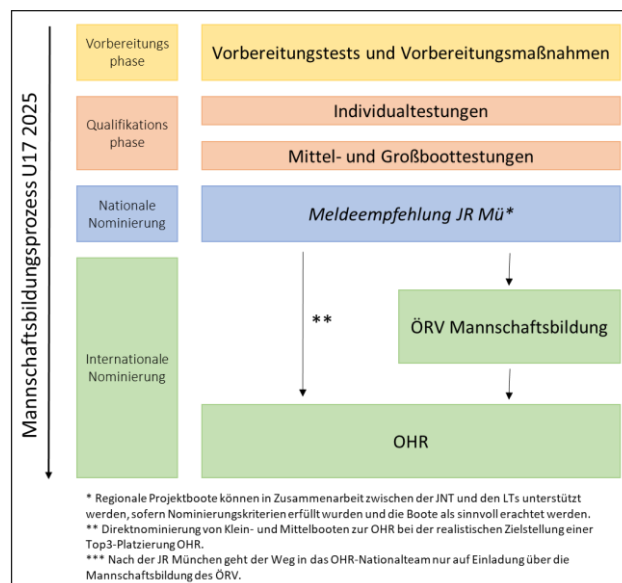 Mannschaftsbildungsprozess U17 2025
Vorbereitungs
phase
Vorbereitungstests und Vorbereitungsmaßnahmen
Qualifikations
phase
Individualtestungen
Mittel- und Großboottestungen
Nationale
Nominierung
Meldeempfehlung JR Mü*
Internationale
Nominierung
**
ÖRV Mannschaftsbildung
OHR
* Regionale Projektboote können in Zusammenarbeit zwischen der JNT und den LTs unterstützt
werden, sofern Nominierungskriterien erfüllt wurden und die Boote als sinnvoll erachtet werden.
** Direktnominierung von Klein- und Mittelbooten zur OHR bei der realistischen Zielstellung einer
Top3-Platzierung OHR.
*** Nach der JR München geht der Weg in das OHR-Nationalteam nur auf Einladung über die
Mannschaftsbildung des ÖRV.